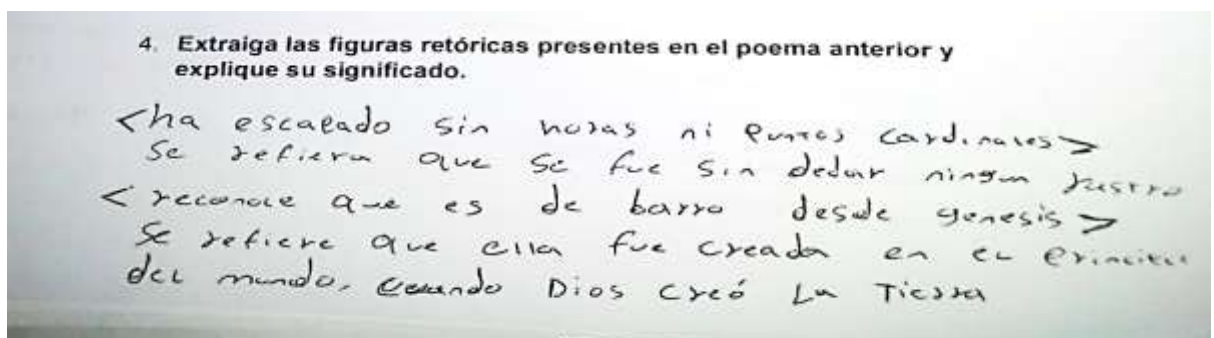 4. Extraiga las figuras retóricas presentes en el poema anterior y
explique su significado.
<ha escapado sin horas ni puntos cardinales>
Se refiera que se fue sin dedar ningun rastro
<reconoce que es de barro desde genesis>
Se refiere que ella fue creada en el principio
del mundo, cuando Dios creó La Tierra